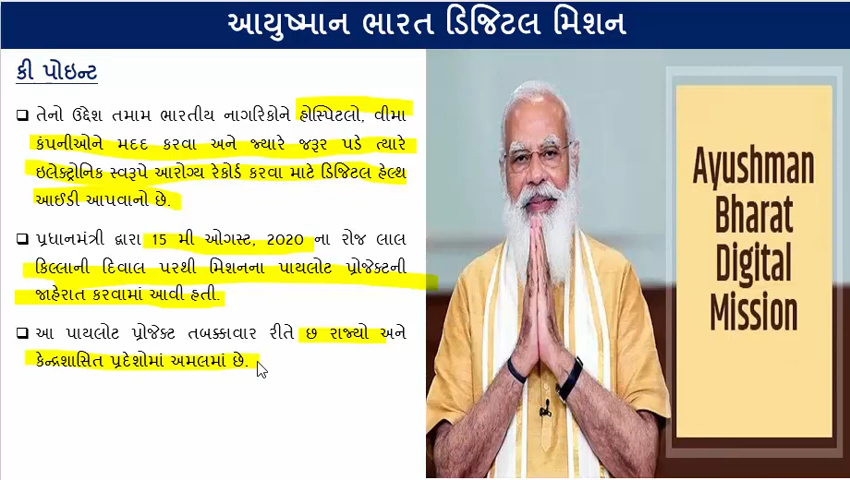 આયુષ્માન ભારત ડિજિટલ મિશન
કી પોઇન્ટ
તેનો ઉદ્દેશ તમામ ભારતીય નાગરિકોને હોસ્પિટલો, વીમા
કંપનીઓને મદદ કરવા અને જ્યારે જરૂર પડે ત્યારે
ઇલેક્ટ્રોનિક સ્વરૂપે આરોગ્ય રેકોર્ડ કરવા માટે ડિજિટલ હેલ્થ
આઈડી આપવાનો છે.
પ્રધાનમંત્રી દ્વારા 15 મી ઓગસ્ટ, 2020 ના રોજ લાલ
કિલ્લાની દિવાલ પરથી મિશનના પાયલોટ પ્રોજેક્ટની
જાહેરાત કરવામાં આવી હતી.
આ પાયલોટ પ્રોજેક્ટ તબક્કાવાર રીતે છ રાજ્યો અને
કેન્દ્રશાસિત પ્રદેશોમાં અમલમાં છે.
Ayushman
Bharat
Digital
Mission